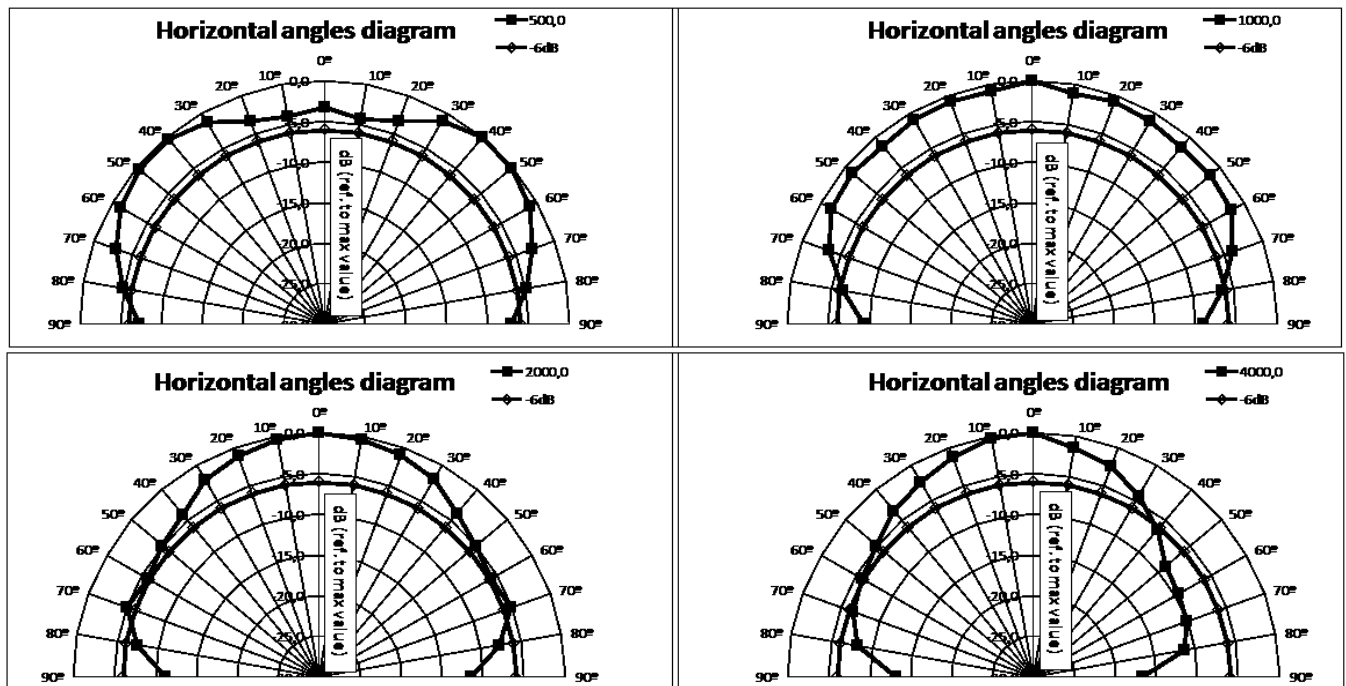 Horizontal angles diagram
500,0
-6dB
0º
10º
10º
20º
20º
30º
30º
40º
40º
50º
50º
60º
60º
70º
70º
80º
80º
90º
90º
0,0
-5,0
-10,0
-15,0
-20,0
-25,0
dB (ref. to max value)
Horizontal angles diagram
1000,0
-6dB
0º
10º
10º
20º
20º
30º
30º
40º
40º
50º
50º
60º
60º
70º
70º
80º
80º
90º
90º
0,0
-5,0
-10,0
-15,0
-20,0
-25,0
dB (ref. to max value)
Horizontal angles diagram
2000,0
-6dB
0º
10º
10º
20º
20º
30º
30º
40º
40º
50º
50º
60º
60º
70º
70º
80º
80º
90º
90º
0,0
-5,0
-10,0
-15,0
-20,0
-25,0
dB (ref. to max value)
Horizontal angles diagram
4000,0
-6dB
0º
10º
10º
20º
20º
30º
30º
40º
40º
50º
50º
60º
60º
70º
70º
80º
80º
90º
90º
0,0
-5,0
-10,0
-15,0
-20,0
-25,0
dB (ref. to max value)